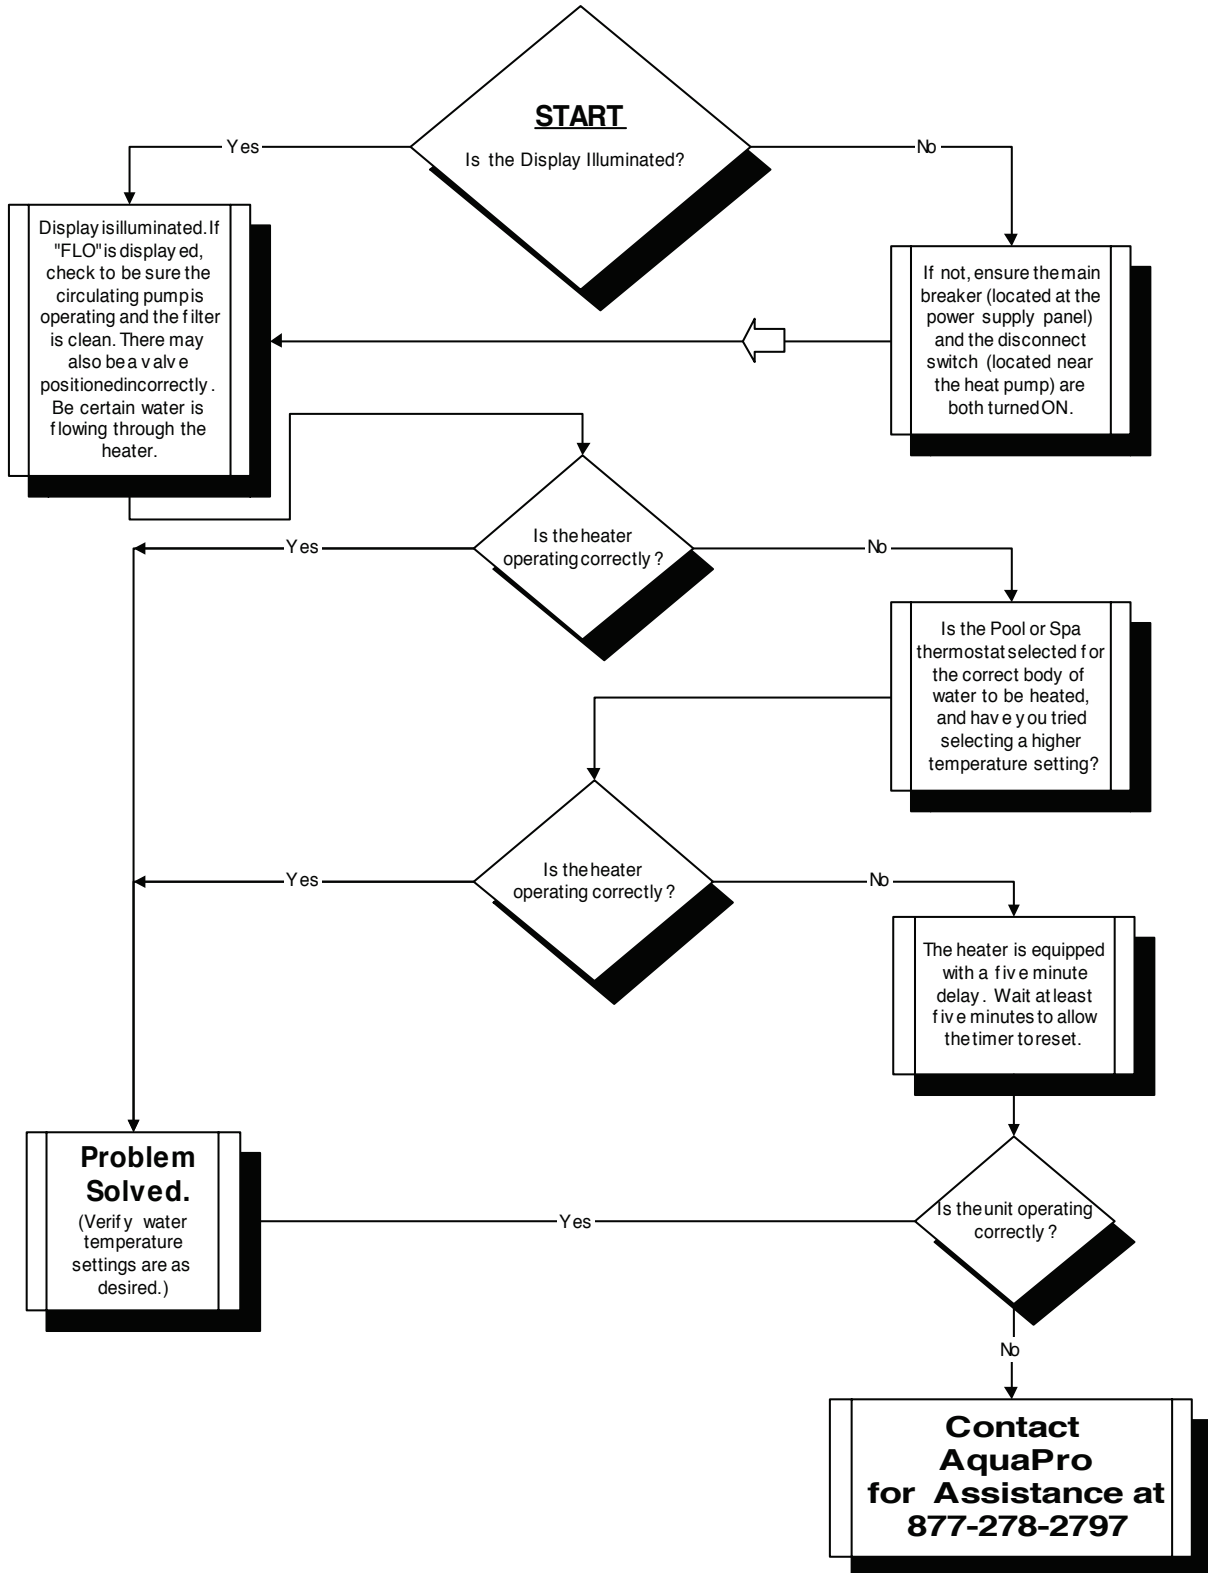 START
Is the Display Illuminated?
Yes
No
Display is illuminated. If
"FLO" is displayed,
check to be sure the
circulating pump is
operating and the filter
is clean. There may
also be a valve
positioned incorrectly.
Be certain water is
flowing through the
heater.
If not, ensure the main
breaker (located at the
power supply panel)
and the disconnect
switch (located near
the heat pump) are
both turned ON.
Is the heater
operating correctly?
Yes
No
Is the Pool or Spa
thermostat selected for
the correct body of
water to be heated,
and have you tried
selecting a higher
temperature setting?
Is the heater
operating correctly?
Yes
No
The heater is equipped
with a five minute
delay. Wait at least
five minutes to allow
the timer to reset.
Problem
Solved.
(Verify water
temperature
settings are as
desired.)
Yes
Is the unit operating
correctly?
No
Contact
AquaPro
for Assistance at
877-278-2797